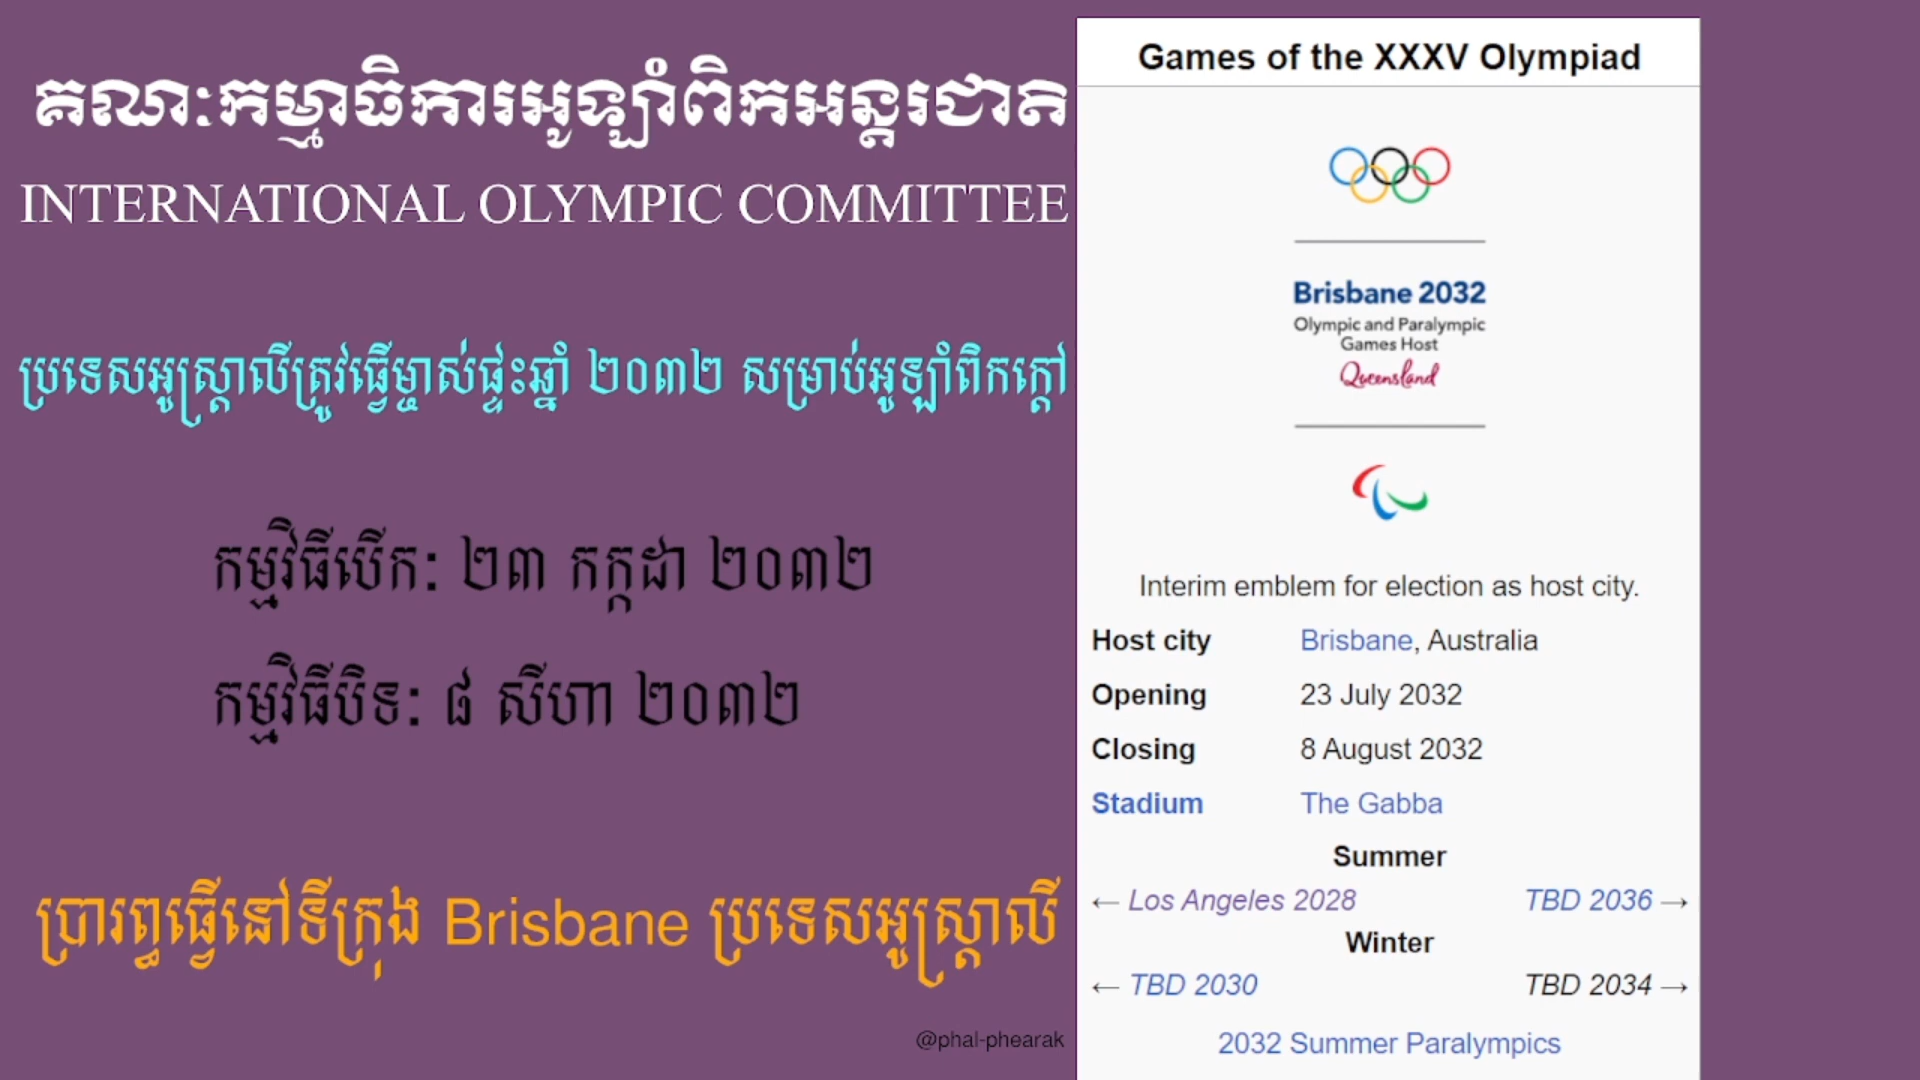 គណៈកម្មាធិការអូឡាំពិកអន្តរជាតិ
INTERNATIONAL OLYMPIC COMMITTEE
ប្រទេសអូស្ត្រាលីត្រូវធ្វើម្ចាស់ផ្ទះឆ្នាំ ២០៣២ សម្រាប់អូឡាំពិកក្តៅ
កម្មវិធីបើក: ២៣ កក្កដា ២០៣២
កម្មវិធីបិទ: ៨ សីហា ២០៣២
ប្រារព្ធធ្វើនៅទីក្រុង Brisbane ប្រទេសអូស្ត្រាលី
@phal-phearak
Games of the XXXV Olympiad
Brisbane 2032
Olympic and Paralympic
Games Host
Queensland
Interim emblem for election as host city.
Host city Brisbane, Australia
Opening 23 July 2032
Closing 8 August 2032
Stadium The Gabba
Summer
← Los Angeles 2028 TBD 2036 →
Winter
← TBD 2030 TBD 2034 →
2032 Summer Paralympics